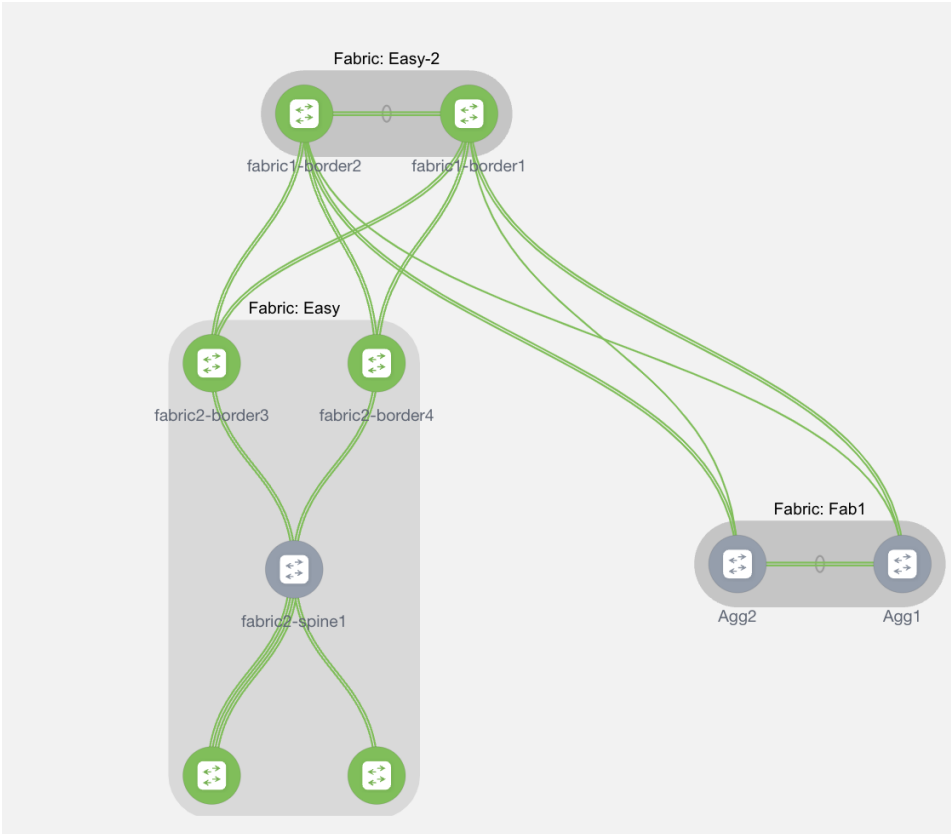 Fabric: Easy-2
fabric1-border2
fabric1-border1
Fabric: Easy
fabric2-border3
fabric2-border4
Fabric: Fab1
fabric2-spine1
Agg2
Agg1